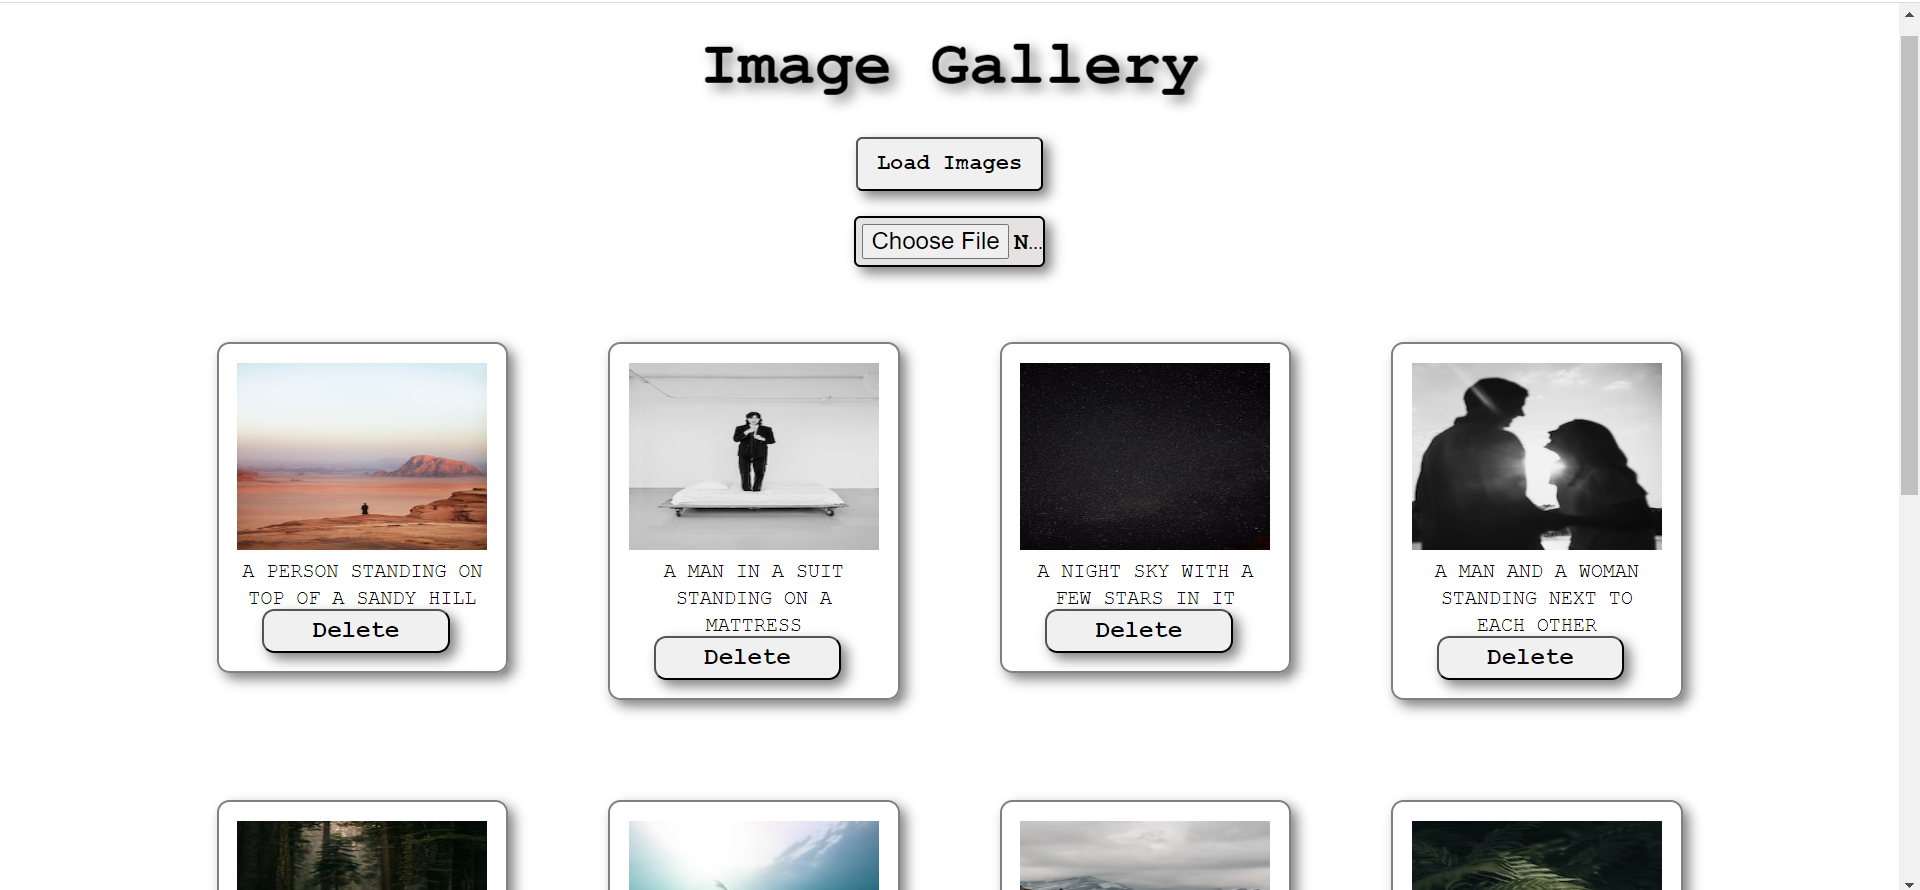 Image Gallery
Load Images
Choose File N...
A PERSON STANDING ON
TOP OF A SANDY HILL
Delete
A MAN IN A SUIT
STANDING ON A
MATTRESS
Delete
A NIGHT SKY WITH A
FEW STARS IN IT
Delete
A MAN AND A WOMAN
STANDING NEXT TO
EACH OTHER
Delete